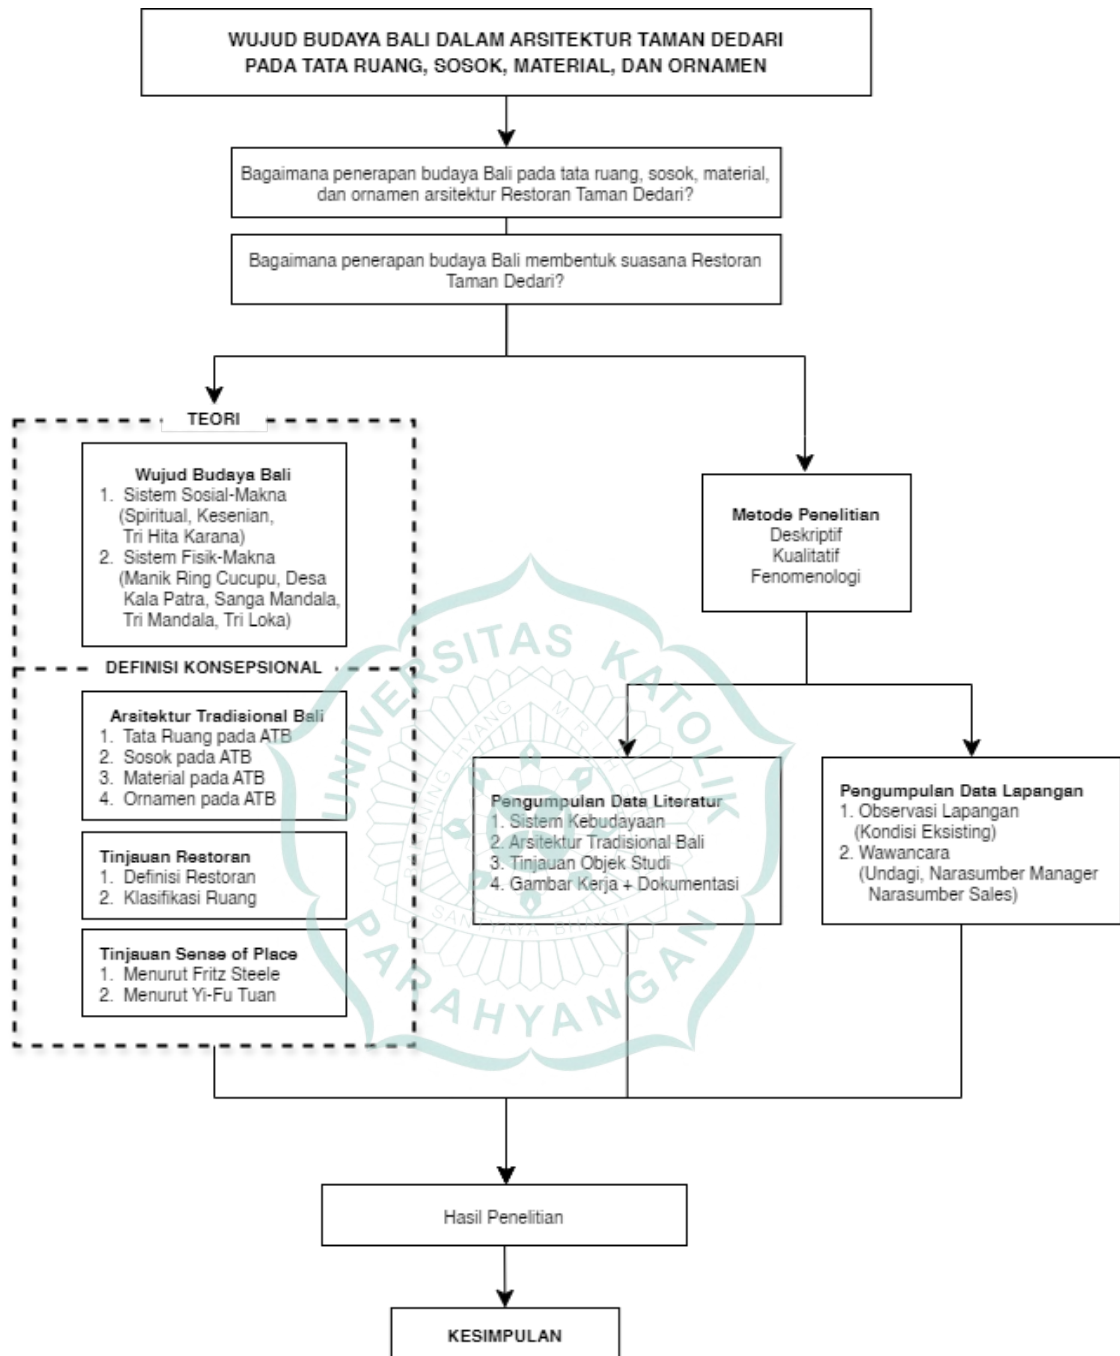 WUJUD BUDAYA BALI DALAM ARSITEKTUR TAMAN DEDARI
PADA TATA RUANG, SOSOK, MATERIAL, DAN ORNAMEN
Bagaimana penerapan budaya Bali pada tata ruang, sosok, material,
dan ornamen arsitektur Restoran Taman Dedari?
Bagaimana penerapan budaya Bali membentuk suasana Restoran
Taman Dedari?
TEORI
Wujud Budaya Bali
1. Sistem Sosial-Makna
(Spiritual, Kesenian,
Tri Hita Karana)
2. Sistem Fisik-Makna
(Manik Ring Cucupu, Desa
Kala Patra, Sanga Mandala,
Tri Mandala, Tri Loka)
DEFINISI KONSEPSIONAL
Arsitektur Tradisional Bali
1. Tata Ruang pada ATB
2. Sosok pada ATB
3. Material pada ATB
4. Ornamen pada ATB
Tinjauan Restoran
1. Definisi Restoran
2. Klasifikasi Ruang
Tinjauan Sense of Place
1. Menurut Fritz Steele
2. Menurut Yi-Fu Tuan
Metode Penelitian
Deskriptif
Kualitatif
Fenomenologi
Pengumpulan Data Literatur
1. Sistem Kebudayaan
2. Arsitektur Tradisional Bali
3. Tinjauan Objek Studi
4. Gambar Kerja + Dokumentasi
Pengumpulan Data Lapangan
1. Observasi Lapangan
(Kondisi Eksisting)
2. Wawancara
(Undagi, Narasumber Manager
Narasumber Sales)
UNIVERSITAS KATOLIK
PARAHYANGAN
Hasil Penelitian
KESIMPULAN